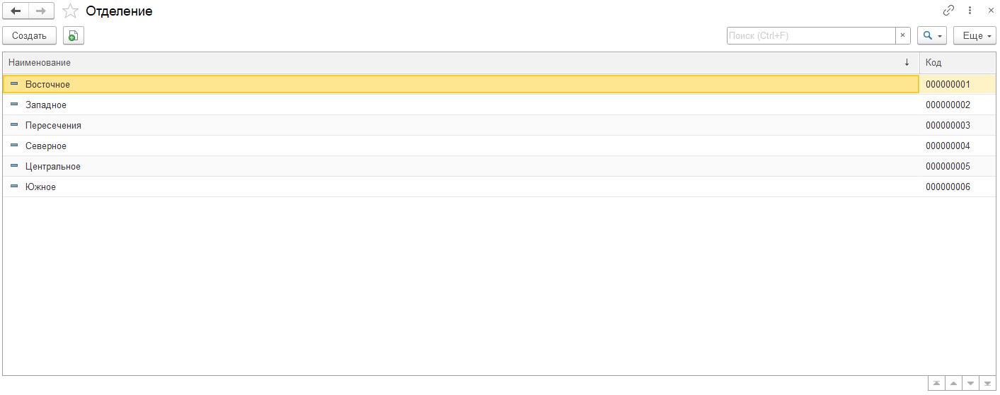 Отделение
Создать Поиск (Ctrl+F) × Еще
Наименование ↓ Код
Восточное 000000001
Западное 000000002
Пересечения 000000003
Северное 000000004
Центральное 000000005
Южное 000000006